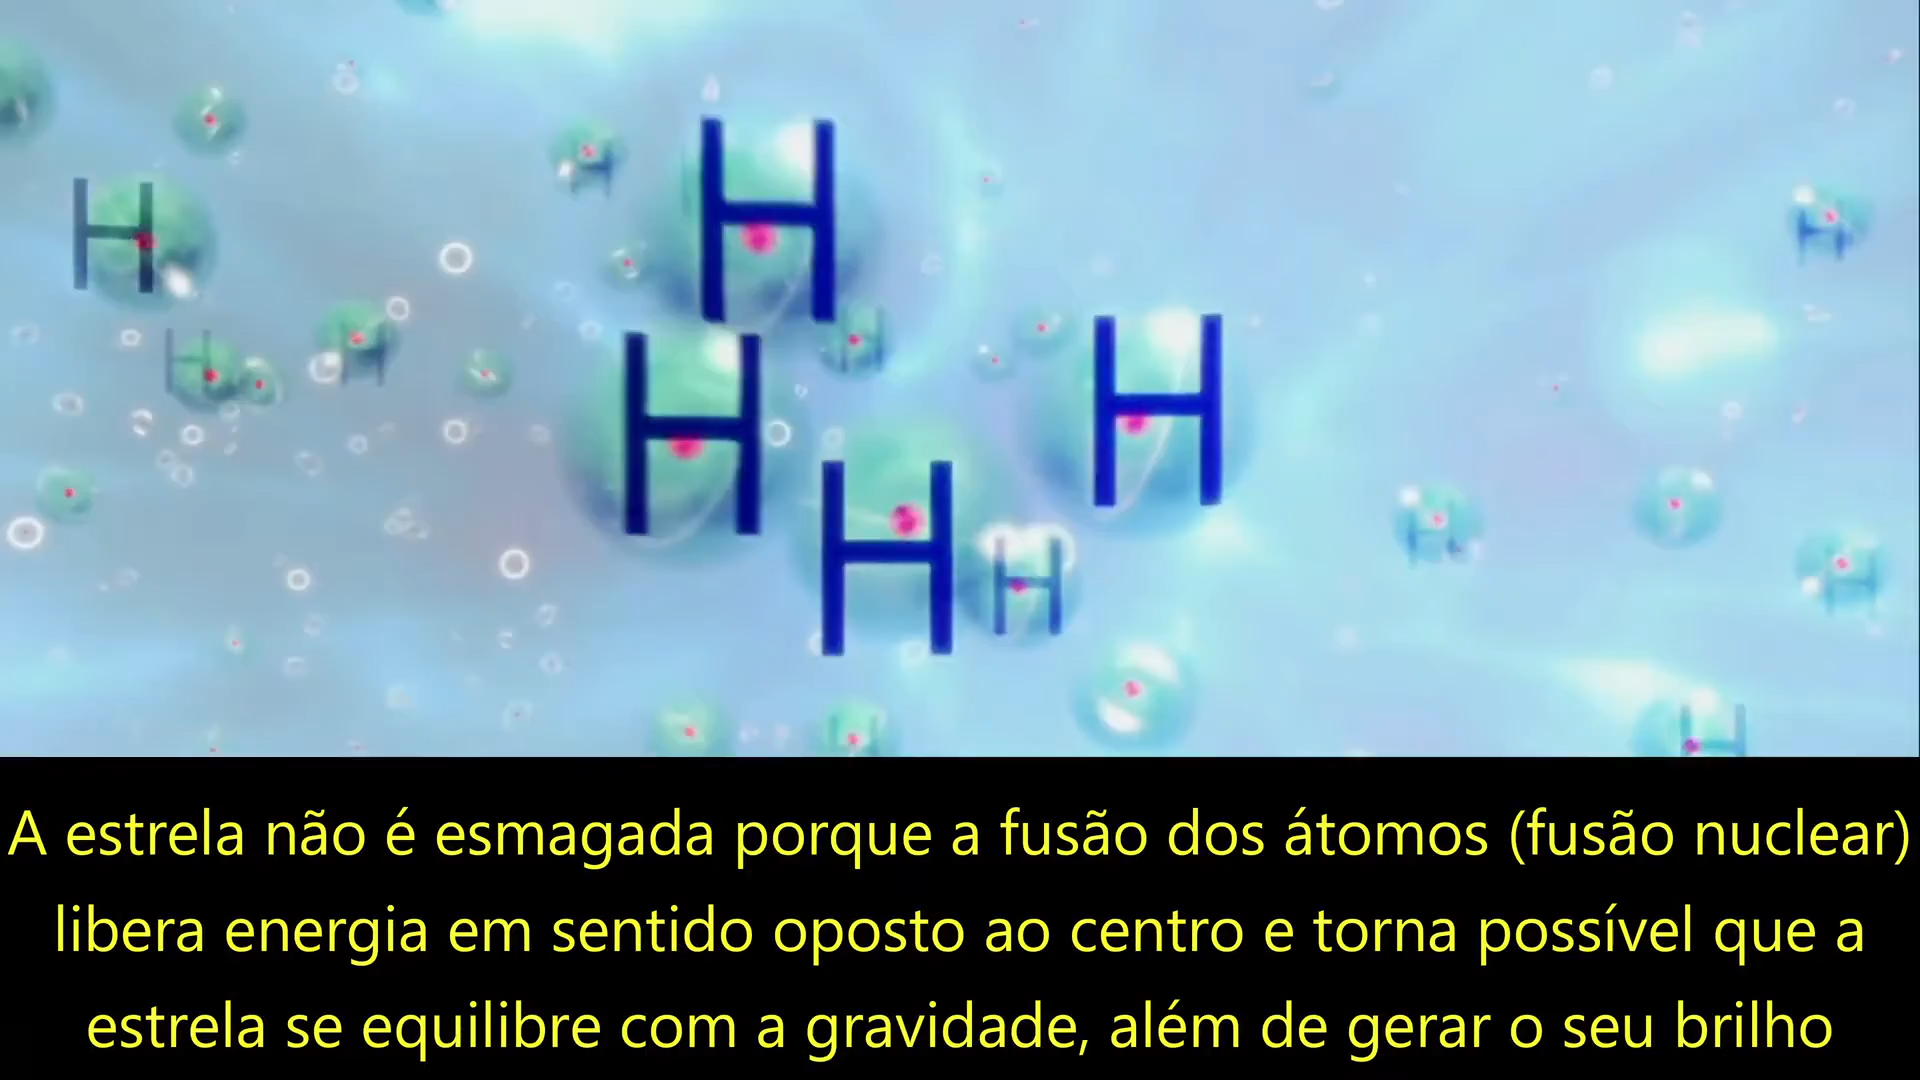 H
H
H
H
H
H
H
H
H
H
H
H
H
H
A estrela não é esmagada porque a fusão dos átomos (fusão nuclear)
libera energia em sentido oposto ao centro e torna possível que a
estrela se equilibre com a gravidade, além de gerar o seu brilho